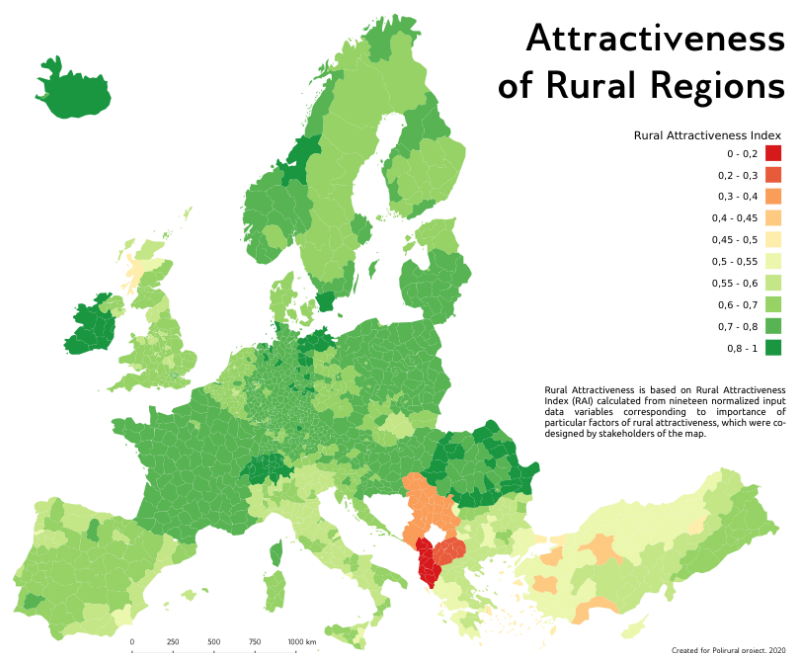 Attractiveness
of Rural Regions
Rural Attractiveness Index
0 - 0,2
0,2 - 0,3
0,3 - 0,4
0,4 - 0,45
0,45 - 0,5
0,5 - 0,55
0,55 - 0,6
0,6 - 0,7
0,7 - 0,8
0,8 - 1
Rural Attractiveness is based on Rural Attractiveness
Index (RAI) calculated from nineteen normalized input
data variables corresponding to importance of
particular factors of rural attractiveness, which were co-
designed by stakeholders of the map.
0 250 500 750 1000 km
Created for Polirural project, 2020